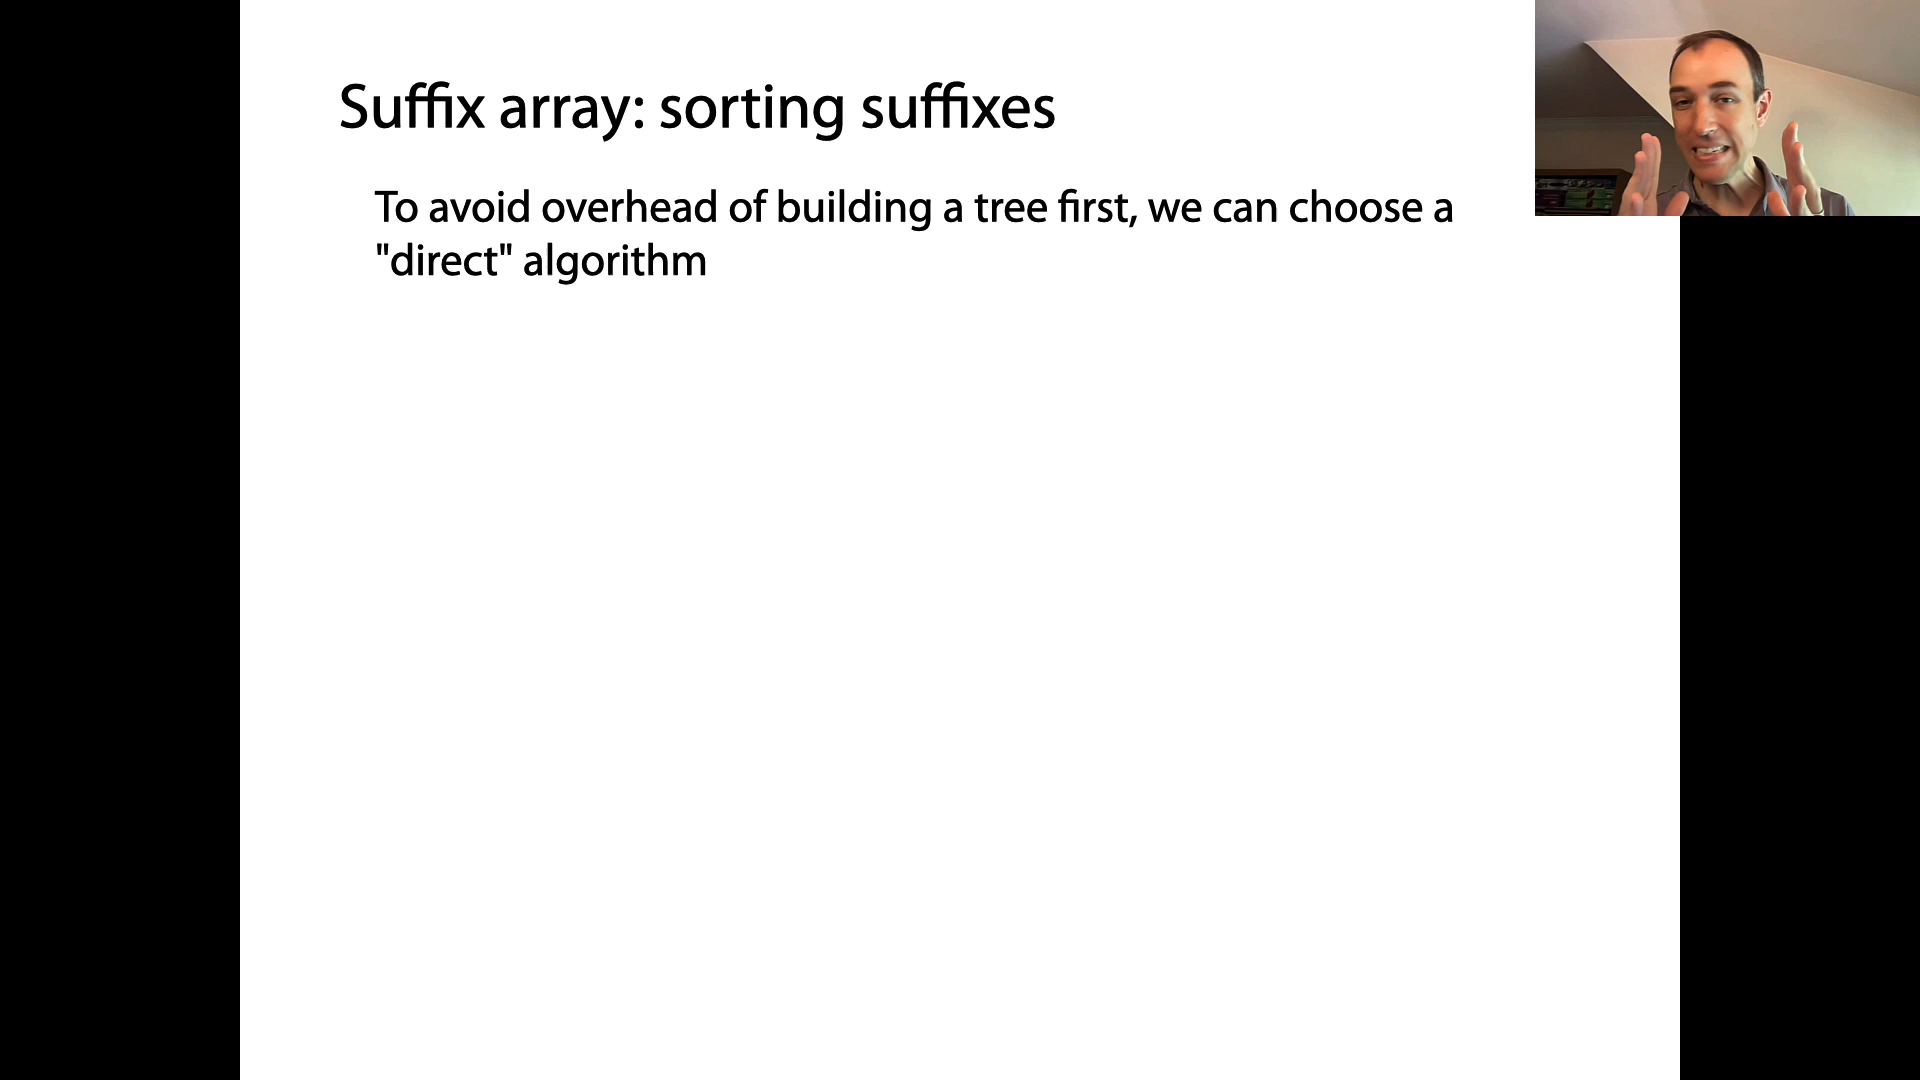 Suffix array: sorting suffixes
To avoid overhead of building a tree first, we can choose a
"direct" algorithm